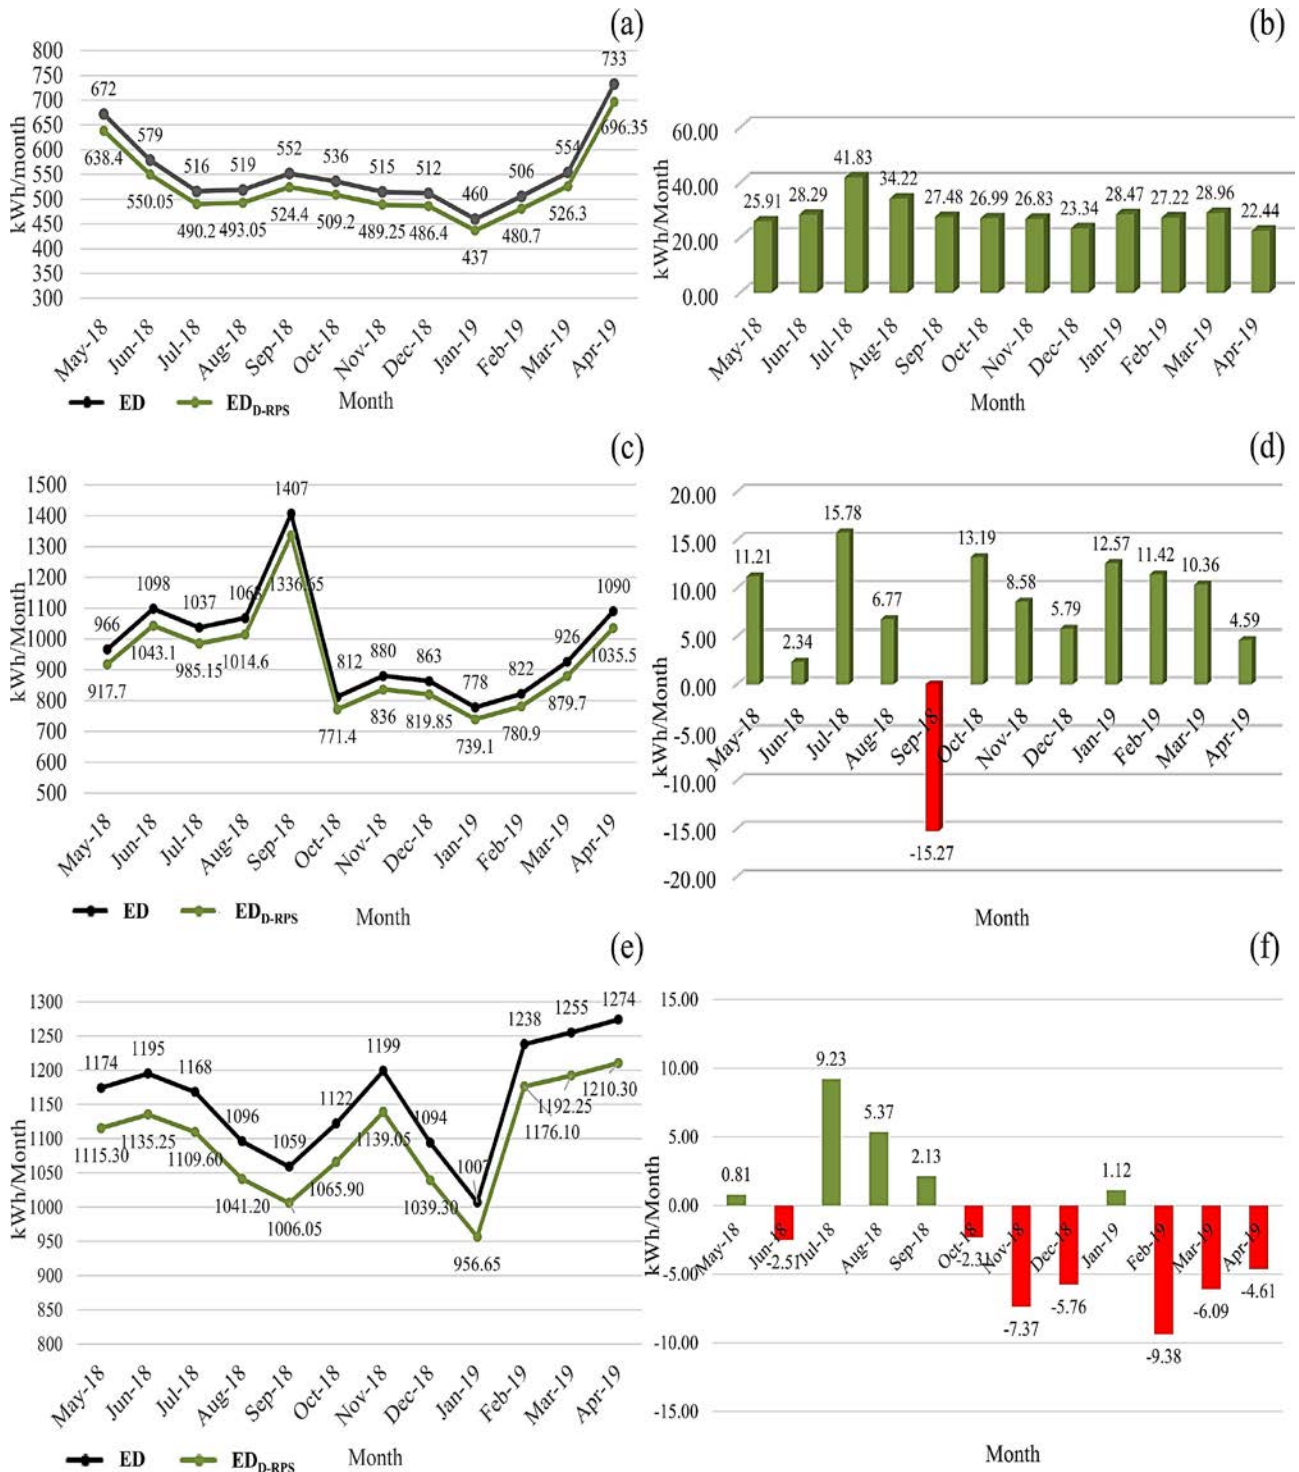 (a)
800
750
700
650
600
550
500
450
400
350
300
kWh/month
672
579
516
519
552
536
515
512
460
506
554
733
638.4
550.05
490.2
493.05
524.4
509.2
489.25
486.4
437
480.7
526.3
696.35
May-18
Jun-18
Jul-18
Aug-18
Sep-18
Oct-18
Nov-18
Dec-18
Jan-19
Feb-19
Mar-19
Apr-19
ED
EDD-RPS
Month
(b)
60.00
40.00
20.00
0.00
kWh/Month
25.91
28.29
41.83
34.22
27.48
26.99
26.83
23.34
28.47
27.22
28.96
22.44
May-18
Jun-18
Jul-18
Aug-18
Sep-18
Oct-18
Nov-18
Dec-18
Jan-19
Feb-19
Mar-19
Apr-19
Month
(c)
1500
1400
1300
1200
1100
1000
900
800
700
600
500
kWh/Month
966
1098
1037
1407
812
880
863
778
822
926
1090
917.7
1043.1
985.15
1014.6
1336.65
771.4
836
819.85
739.1
780.9
879.7
1035.5
May-18
Jun-18
Jul-18
Aug-18
Sep-18
Oct-18
Nov-18
Dec-18
Jan-19
Feb-19
Mar-19
Apr-19
ED
EDD-RPS
Month
(d)
20.00
15.00
10.00
5.00
0.00
-5.00
-10.00
-15.00
-20.00
kWh/Month
11.21
2.34
15.78
6.77
-15.27
13.19
8.58
5.79
12.57
11.42
10.36
4.59
May-18
Jun-18
Jul-18
Aug-18
Sep-18
Oct-18
Nov-18
Dec-18
Jan-19
Feb-19
Mar-19
Apr-19
Month
(e)
1300
1250
1200
1150
1100
1050
1000
950
900
850
800
kWh/Month
1174
1195
1168
1096
1059
1122
1199
1094
1007
1238
1255
1274
1115.30
1135.25
1109.60
1041.20
1006.05
1065.90
1139.05
1039.30
956.65
1176.10
1192.25
1210.30
May-18
Jun-18
Jul-18
Aug-18
Sep-18
Oct-18
Nov-18
Dec-18
Jan-19
Feb-19
Mar-19
Apr-19
ED
EDD-RPS
Month
(f)
15.00
10.00
5.00
0.00
-5.00
-10.00
-15.00
kWh/Month
0.81
-2.51
9.23
5.37
2.13
-2.31
-7.37
-5.76
1.12
-9.38
-6.09
-4.61
May-18
Jun-18
Jul-18
Aug-18
Sep-18
Oct-18
Nov-18
Dec-18
Jan-19
Feb-19
Mar-19
Apr-19
Month